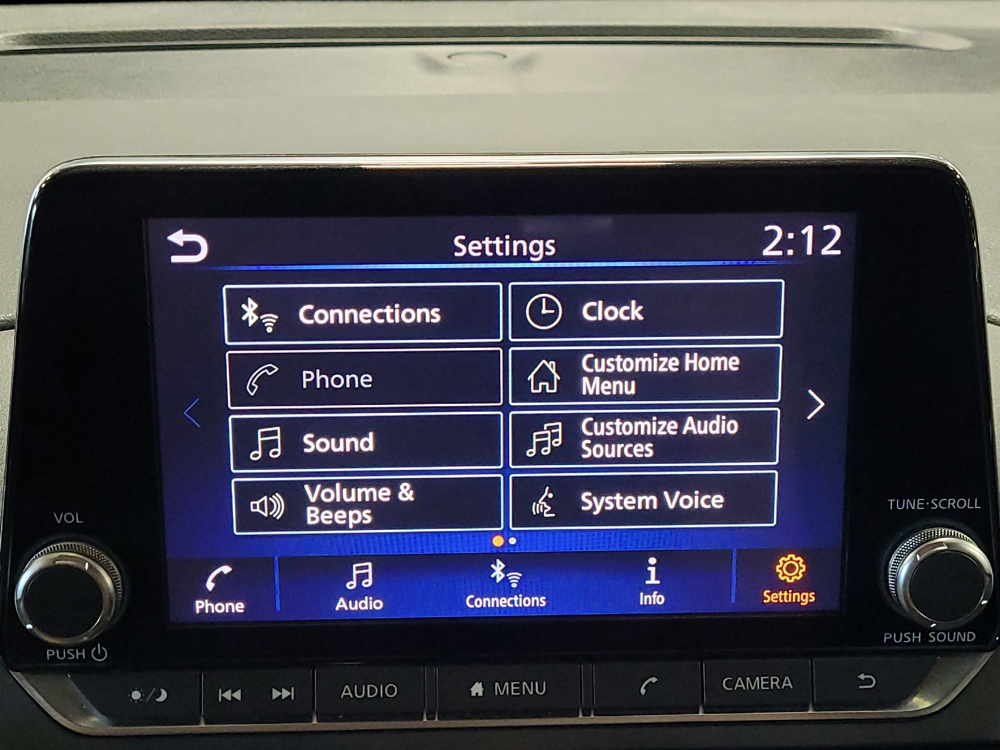 Settings
2:12
Connections
Clock
Phone
Customize Home
Menu
Sound
Customize Audio
Sources
Volume &
Beeps
System Voice
VOL
TUNE·SCROLL
Phone
Audio
Connections
Info
Settings
PUSH
PUSH SOUND
AUDIO
MENU
CAMERA